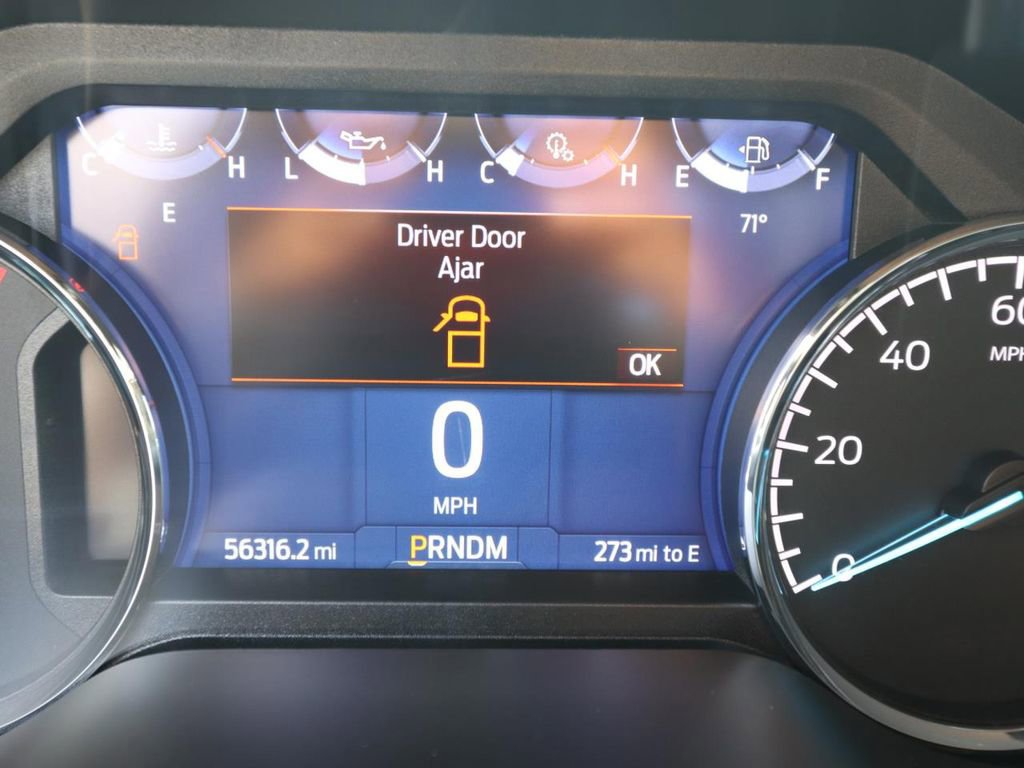 C H L H C H E F
E
71°
Driver Door
Ajar
OK
0
MPH
56316.2 mi
PRNDM
273 mi to E
60
MPH
40
20
0